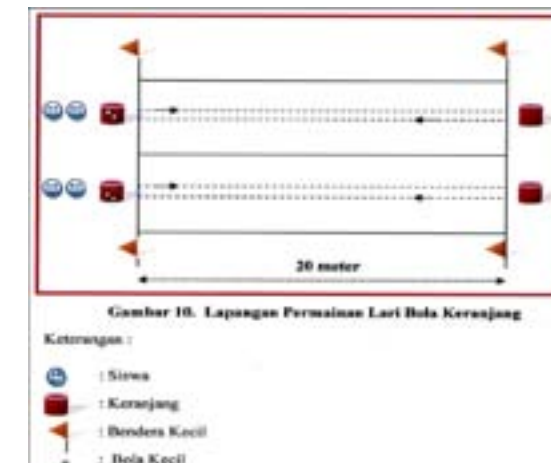 20 meter
Gambar 10. Lapangan Permainan Lari Bola Keranjang
Keterangan :
: Siswa
: Keranjang
: Bendera Kecil
: Bola Kecil